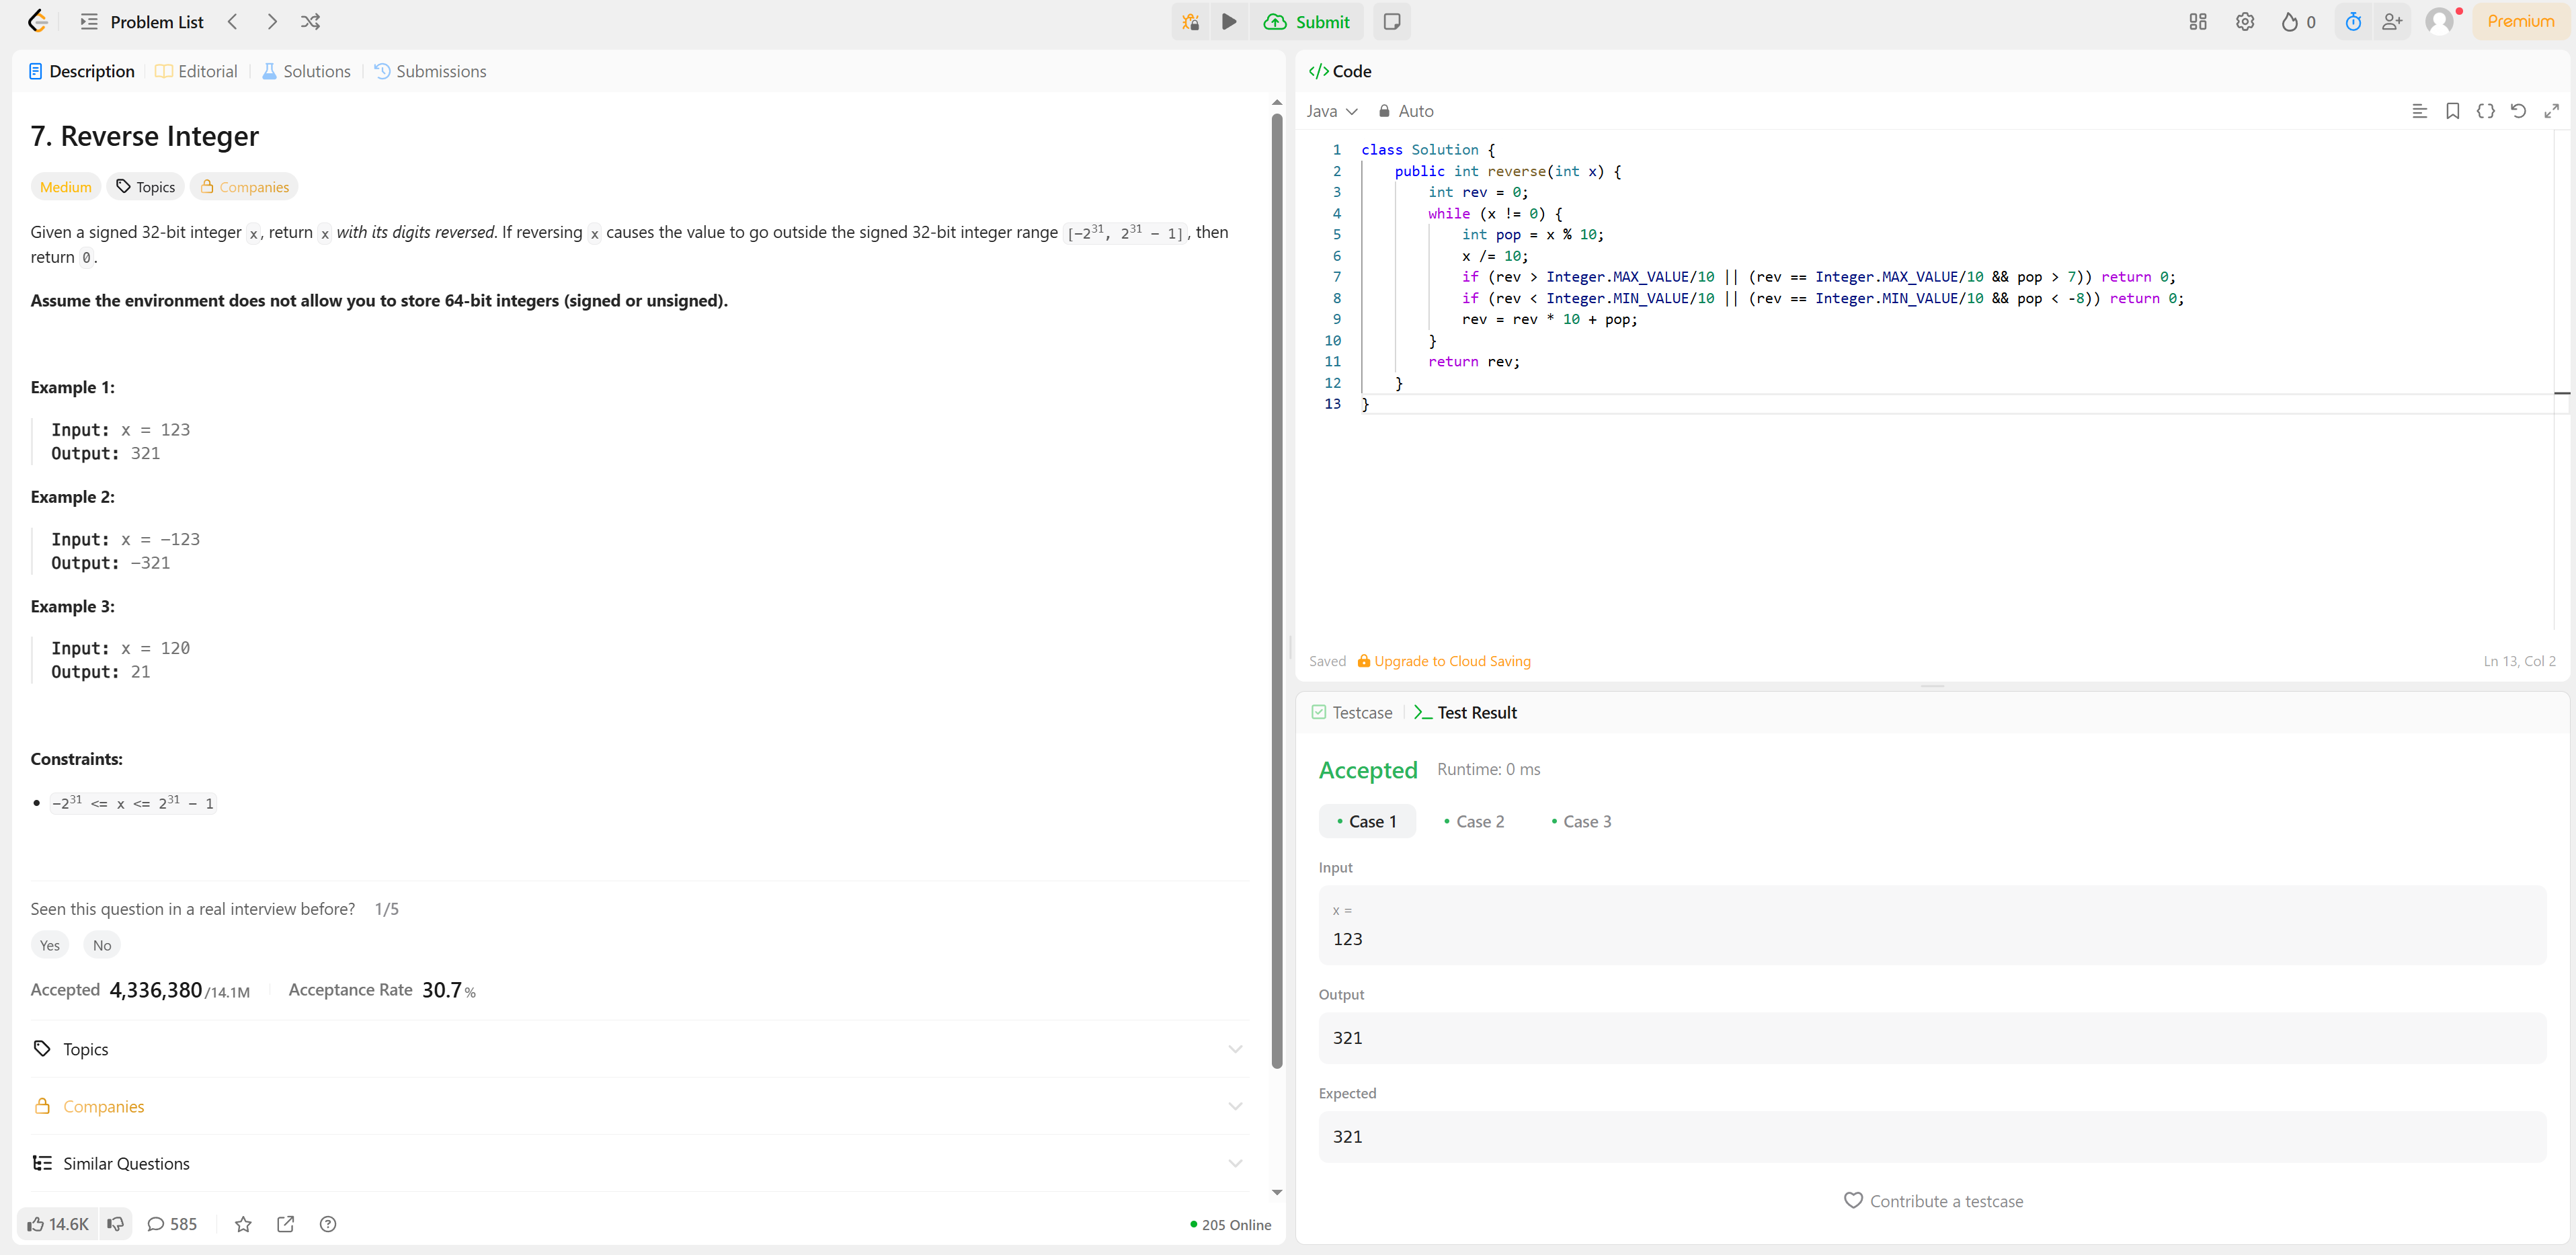 Problem List
Submit
0
Premium
Description
Editorial
Solutions
Submissions
7. Reverse Integer
Medium
Topics
Companies
Given a signed 32-bit integer x, return x with its digits reversed. If reversing x causes the value to go outside the signed 32-bit integer range [-2^31, 2^31 - 1], then
return 0.
Assume the environment does not allow you to store 64-bit integers (signed or unsigned).
Example 1:
Input: x = 123
Output: 321
Example 2:
Input: x = -123
Output: -321
Example 3:
Input: x = 120
Output: 21
Constraints:
-2^31 <= x <= 2^31 - 1
Seen this question in a real interview before? 1/5
Yes No
Accepted 4,336,380/14.1M Acceptance Rate 30.7%
Topics
Companies
Similar Questions
14.6K 585 205 Online
</> Code
Java Auto
1 class Solution {
2     public int reverse(int x) {
3         int rev = 0;
4         while (x != 0) {
5             int pop = x % 10;
6             x /= 10;
7             if (rev > Integer.MAX_VALUE/10 || (rev == Integer.MAX_VALUE/10 && pop > 7)) return 0;
8             if (rev < Integer.MIN_VALUE/10 || (rev == Integer.MIN_VALUE/10 && pop < -8)) return 0;
9             rev = rev * 10 + pop;
10         }
11         return rev;
12     }
13 }
Saved Upgrade to Cloud Saving Ln 13, Col 2
Testcase
Test Result
Accepted Runtime: 0 ms
Case 1 Case 2 Case 3
Input
x =
123
Output
321
Expected
321
Contribute a testcase